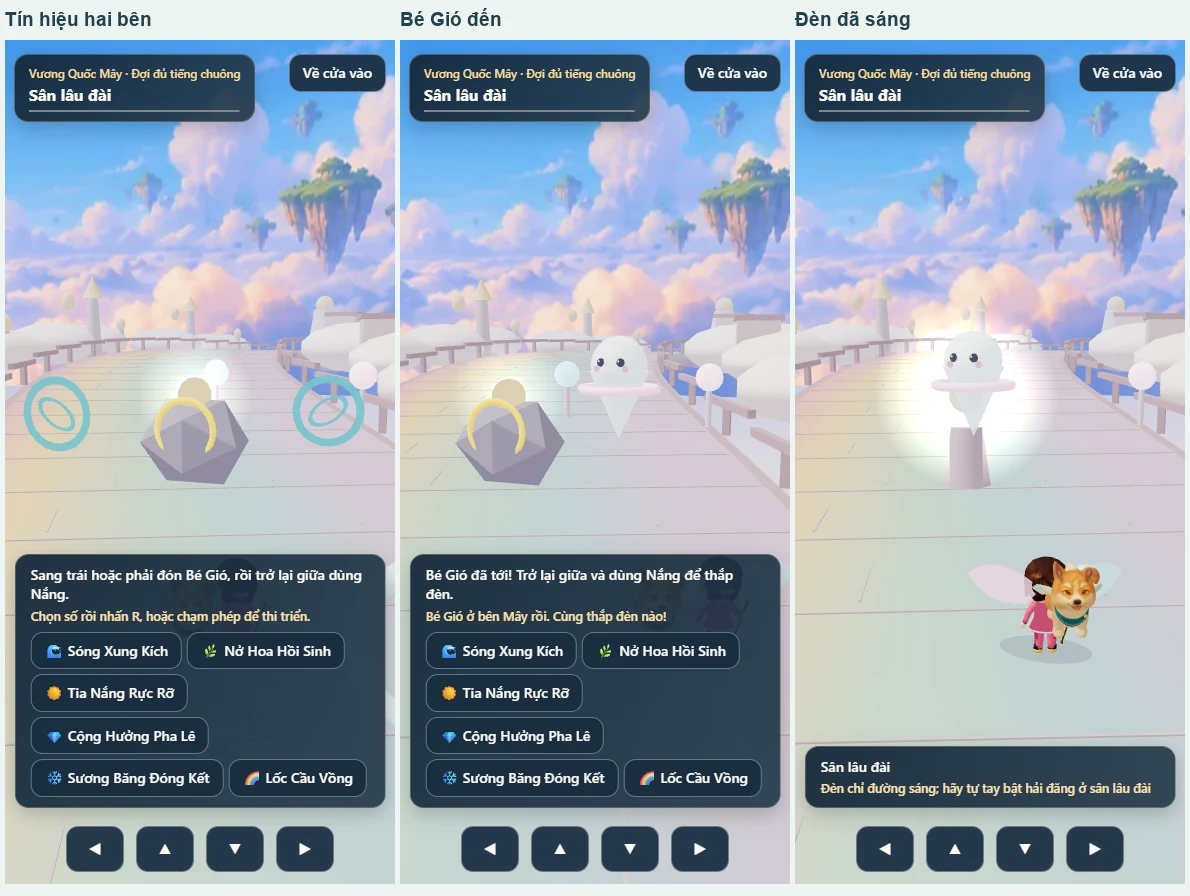 Tín hiệu hai bên
Vương Quốc Mây · Đợi đủ tiếng chuông
Sân lâu đài
Về cửa vào
Sang trái hoặc phải đón Bé Gió, rồi trở lại giữa dùng
Nắng.
Chọn số rồi nhấn R, hoặc chạm phép để thi triển.
Sóng Xung Kích
Nở Hoa Hồi Sinh
Tia Nắng Rực Rỡ
Cộng Hưởng Pha Lê
Sương Băng Đóng Kết
Lốc Cầu Vồng
Bé Gió đến
Vương Quốc Mây · Đợi đủ tiếng chuông
Sân lâu đài
Về cửa vào
Bé Gió đã tới! Trở lại giữa và dùng Nắng để thắp
đèn.
Bé Gió ở bên Mây rồi. Cùng thắp đèn nào!
Sóng Xung Kích
Nở Hoa Hồi Sinh
Tia Nắng Rực Rỡ
Cộng Hưởng Pha Lê
Sương Băng Đóng Kết
Lốc Cầu Vồng
Đèn đã sáng
Vương Quốc Mây · Đợi đủ tiếng chuông
Sân lâu đài
Về cửa vào
Sân lâu đài
Đèn chỉ đường sáng; hãy tự tay bật hải đăng ở sân lâu đài